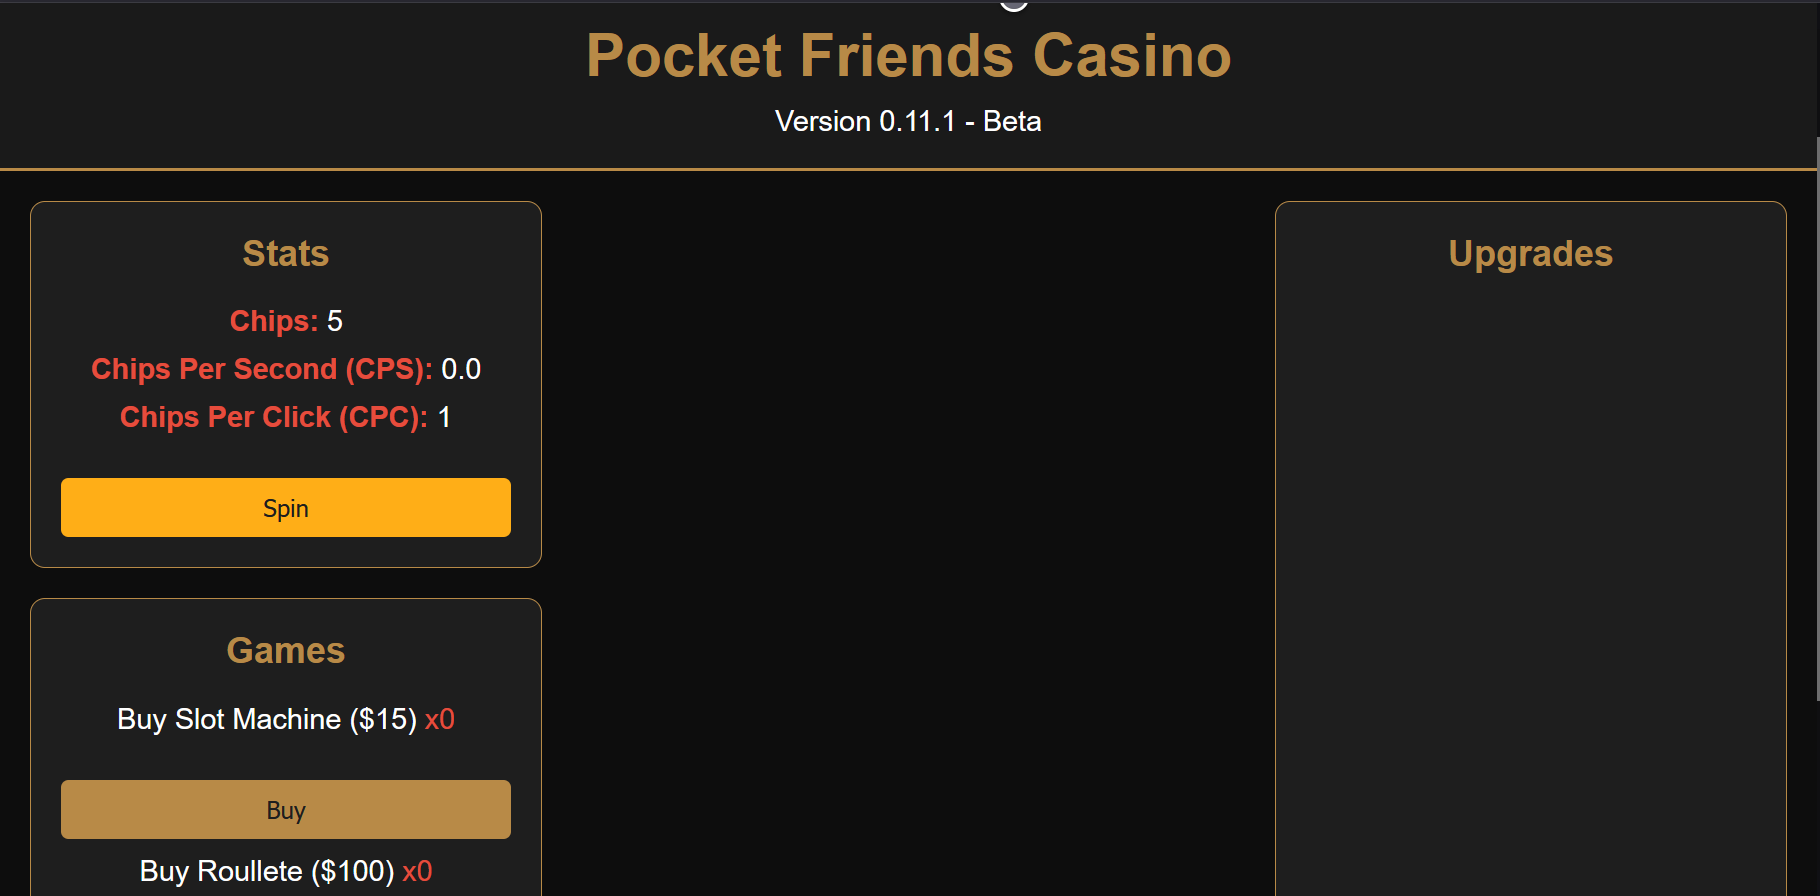 Pocket Friends Casino
Version 0.11.1 - Beta
Stats
Chips: 5
Chips Per Second (CPS): 0.0
Chips Per Click (CPC): 1
Spin
Games
Buy Slot Machine ($15) x0
Buy
Buy Roullete ($100) x0
Upgrades